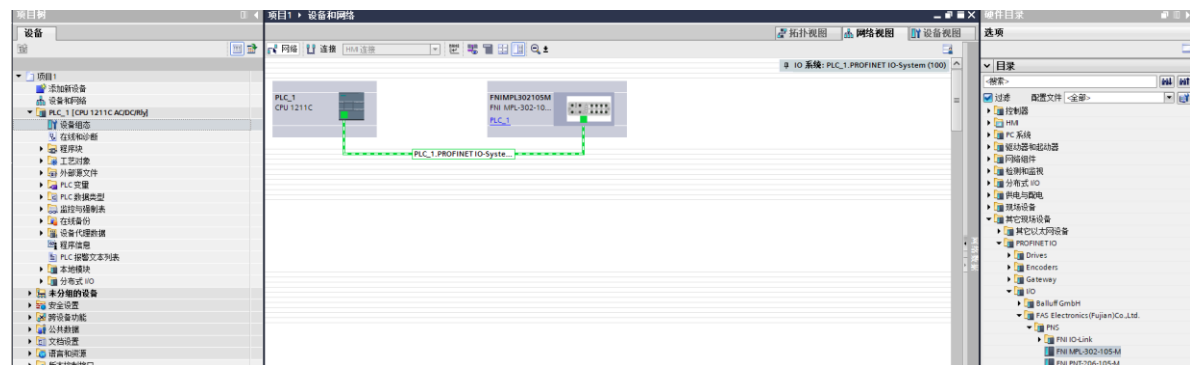 项目树
项目1 ▸ 设备和网络
硬件目录
设备
拓扑视图
网络视图
设备视图
选项
网络
连接
HMI 连接
IO 系统: PLC_1.PROFINET IO-System (100)
目录
<搜索>
过滤
配置文件
<全部>
项目1
添加新设备
设备和网络
PLC_1 [CPU 1211C AC/DC/Rly]
设备组态
在线和诊断
程序块
工艺对象
外部源文件
PLC 变量
PLC 数据类型
监控与强制表
在线备份
设备代理数据
程序信息
PLC 报警文本列表
本地模块
分布式 I/O
未分组的设备
安全设置
跨设备功能
公共数据
文档设置
语言和资源
版本控制接口
PLC_1
CPU 1211C
FNIMPL302105M
FNI MPL-302-10...
PLC_1
PLC_1.PROFINET IO-Syste...
控制器
HMI
PC 系统
驱动器和起动器
网络组件
检测和监视
分布式 I/O
供电与配电
现场设备
其它现场设备
其它以太网设备
PROFINET IO
Drives
Encoders
Gateway
I/O
Balluff GmbH
FAS Electronics(Fujian)Co.,Ltd.
PNS
FNI IO-Link
FNI MPL-302-105-M
FNI PNT-206-105-M